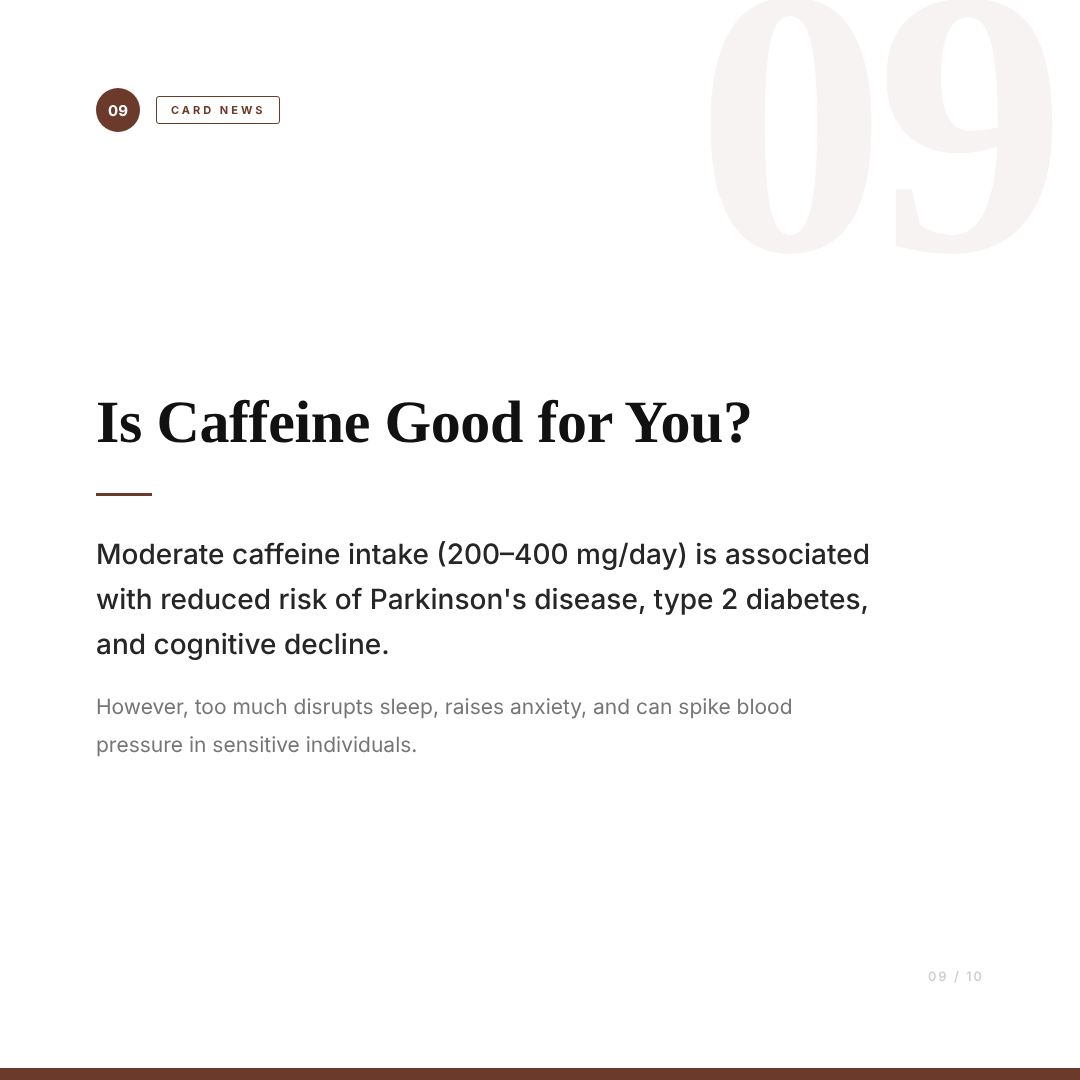 09
09
CARD NEWS
Is Caffeine Good for You?
Moderate caffeine intake (200–400 mg/day) is associated
with reduced risk of Parkinson's disease, type 2 diabetes,
and cognitive decline.
However, too much disrupts sleep, raises anxiety, and can spike blood
pressure in sensitive individuals.
09 / 10